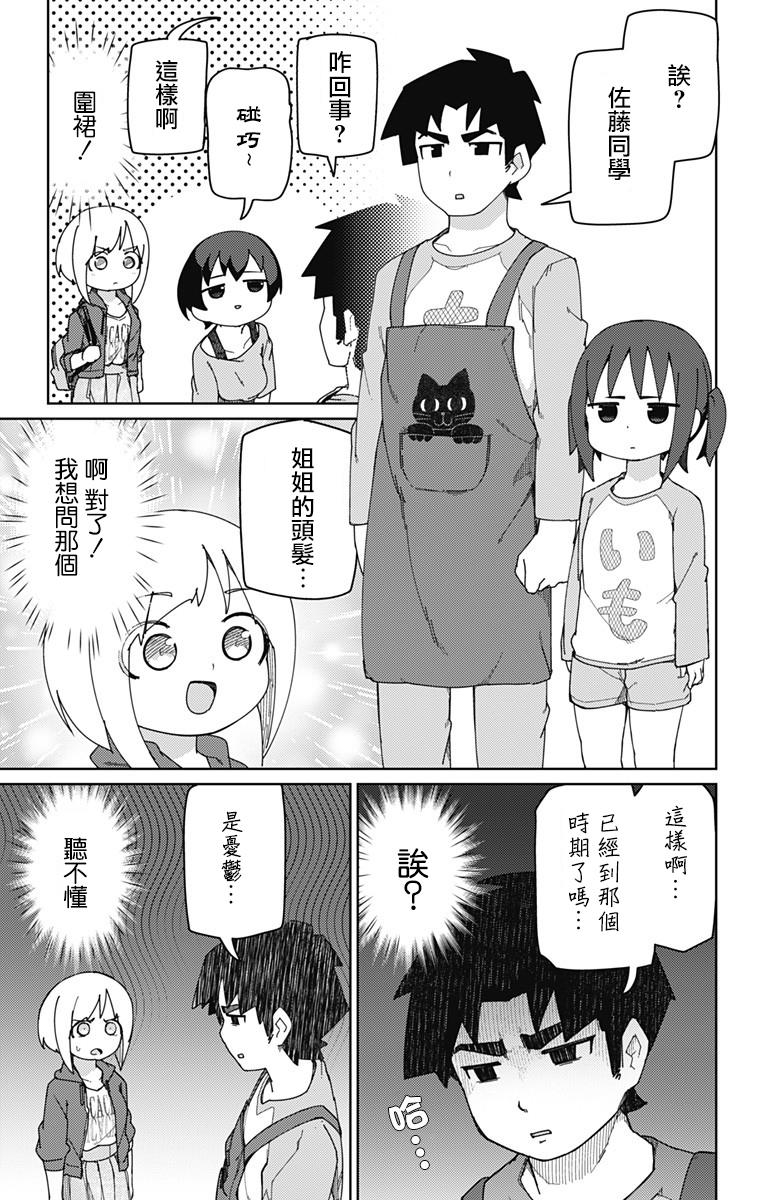 誒?
佐藤同學
咋回事?
碰巧~
這樣啊
圍裙!
い
も
姐姐的頭髮…
啊 對了!
我想問那個
這樣啊…
已經到那個
時期了嗎…
誒?
哈……
是憂鬱…
聽不懂